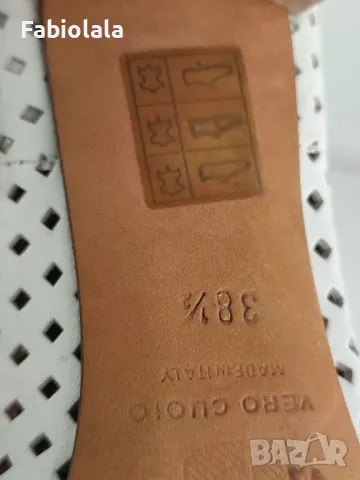 Fabiolala
38½
MADE IN ITALY
VERO CUOIO
bazar